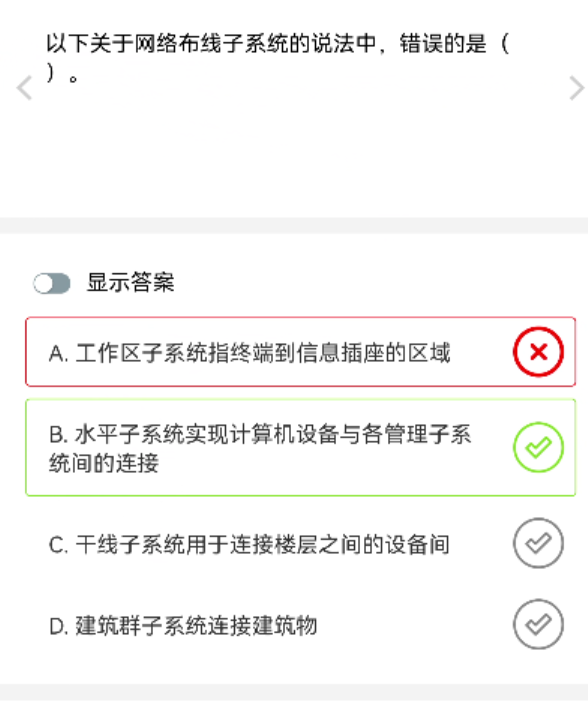 以下关于网络布线子系统的说法中，错误的是（
）。
显示答案
A. 工作区子系统指终端到信息插座的区域
B. 水平子系统实现计算机设备与各管理子系
统间的连接
C. 干线子系统用于连接楼层之间的设备间
D. 建筑群子系统连接建筑物